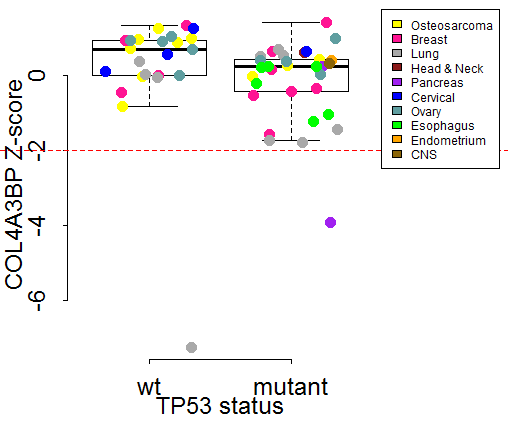 Osteosarcoma
Breast
Lung
Head & Neck
Pancreas
Cervical
Ovary
Esophagus
Endometrium
CNS
COL4A3BP Z-score
0
-2
-4
-6
wt
mutant
TP53 status